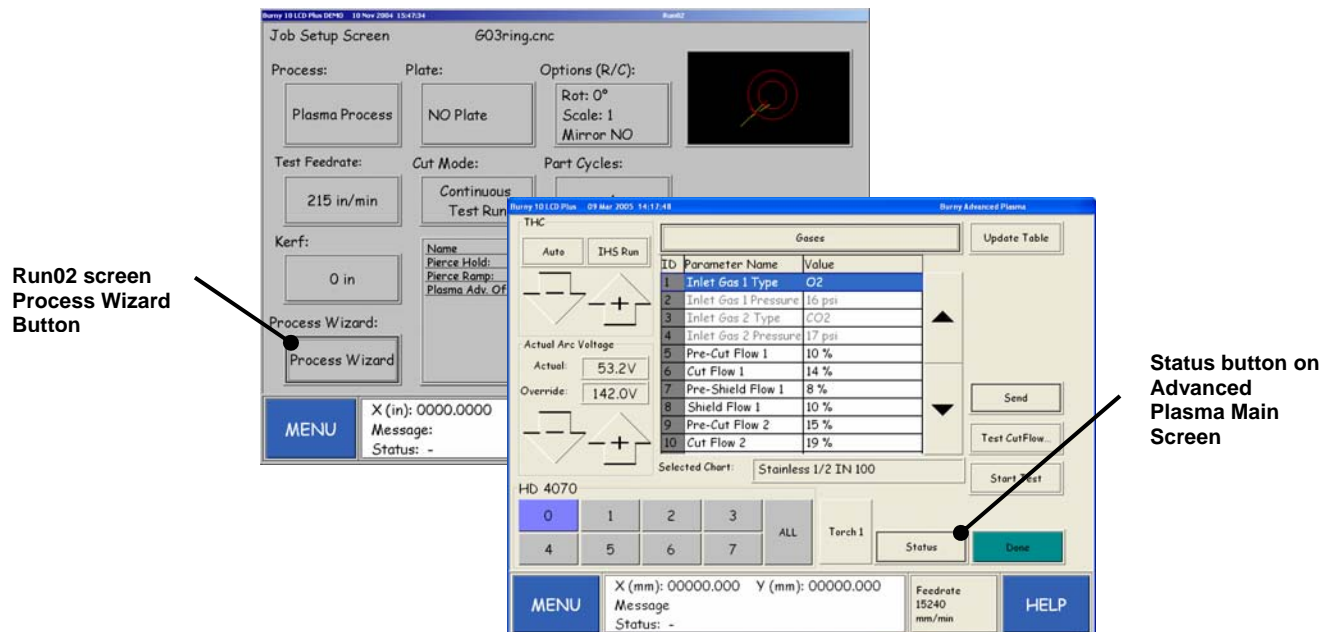 Burny 10 LCD Plus DEMO 10 Nov 2004 15:47:34 Run02
Job Setup Screen G03ring.cnc
Process: Plate: Options (R/C):
Plasma Process NO Plate Rot: 0°
Scale: 1
Mirror NO
Test Feedrate: Cut Mode: Part Cycles:
215 in/min Continuous
Test Run
Kerf:
0 in
Name
Pierce Hold:
Pierce Ramp:
Plasma Adv. Of
Process Wizard:
Process Wizard
MENU X (in): 0000.0000
Message:
Status: -
Run02 screen
Process Wizard
Button
Burny 10 LCD Plus 09 Mar 2005 14:17:48 Burny Advanced Plasma
THC
Auto IHS Run
Gases Update Table
ID Parameter Name Value
1 Inlet Gas 1 Type O2
2 Inlet Gas 1 Pressure 16 psi
3 Inlet Gas 2 Type CO2
4 Inlet Gas 2 Pressure 17 psi
5 Pre-Cut Flow 1 10 %
6 Cut Flow 1 14 %
7 Pre-Shield Flow 1 8 %
8 Shield Flow 1 10 %
9 Pre-Cut Flow 2 15 %
10 Cut Flow 2 19 %
Actual Arc Voltage
Actual: 53.2V
Override: 142.0V
Send
Test CutFlow...
Start Test
Selected Chart: Stainless 1/2 IN 100
HD 4070
0 1 2 3 ALL Torch 1
4 5 6 7
Status Done
MENU X (mm): 00000.000 Y (mm): 00000.000
Message
Status: -
Feedrate
15240
mm/min
HELP
Status button on
Advanced
Plasma Main
Screen